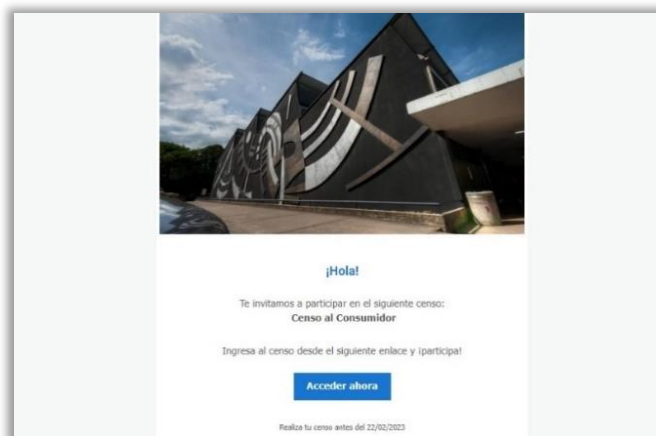 ¡Hola!
Te invitamos a participar en el siguiente censo:
Censo al Consumidor
Ingresa al censo desde el siguiente enlace y ¡participa!
Acceder ahora
Realiza tu censo antes del 22/02/2023